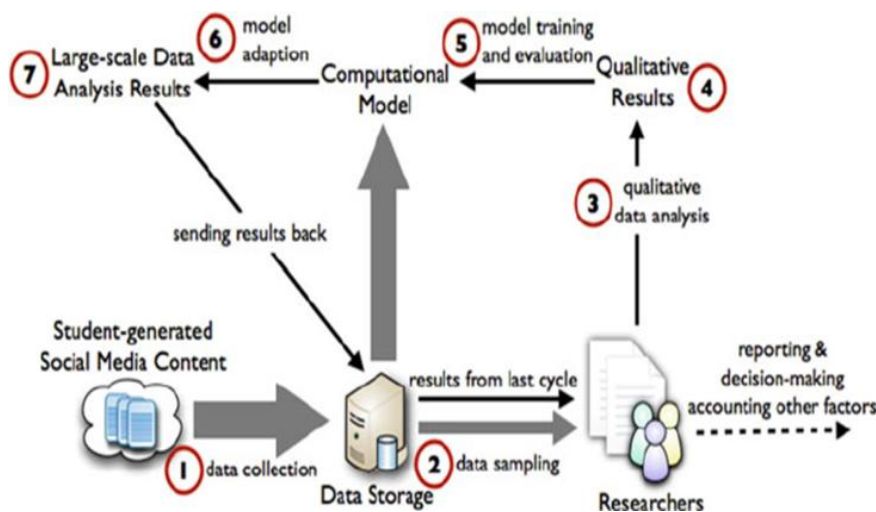 6 model
adaption
5 model training
and evaluation
7 Large-scale Data
Analysis Results
Computational
Model
Qualitative
Results 4
3 qualitative
data analysis
sending results back
Student-generated
Social Media Content
results from last cycle
reporting &
decision-making
accounting other factors
1 data collection
2 data sampling
Data Storage
Researchers